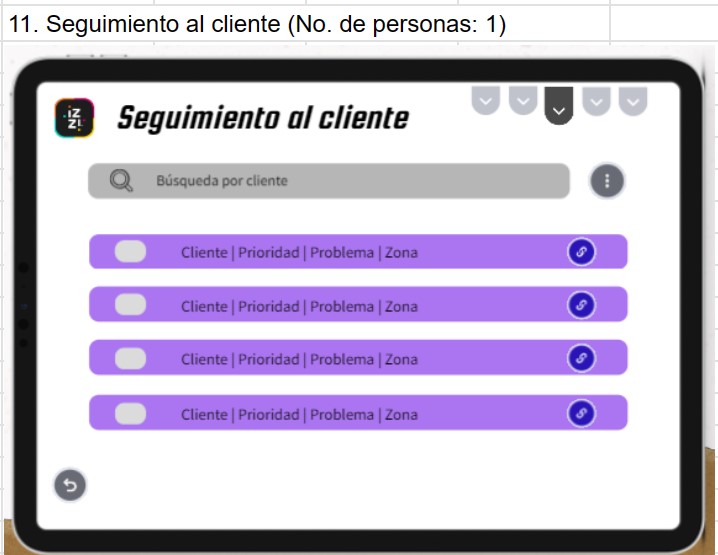 11. Seguimiento al cliente (No. de personas: 1)
izzi
Seguimiento al cliente
Búsqueda por cliente
Cliente | Prioridad | Problema | Zona
Cliente | Prioridad | Problema | Zona
Cliente | Prioridad | Problema | Zona
Cliente | Prioridad | Problema | Zona